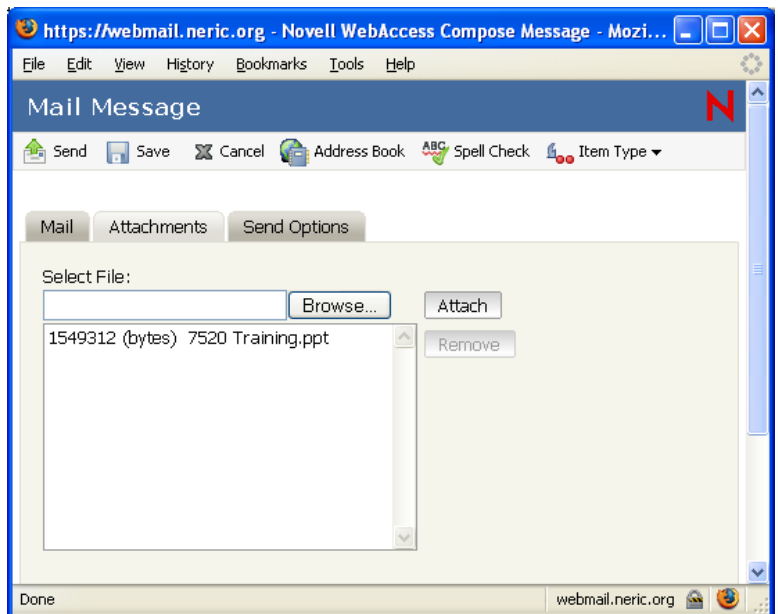 https://webmail.neric.org - Novell WebAccess Compose Message - Mozi...
File Edit View History Bookmarks Tools Help
Mail Message N
Send Save Cancel Address Book ABC Spell Check Item Type
Mail Attachments Send Options
Select File:
Browse... Attach
1549312 (bytes) 7520 Training.ppt
Remove
Done webmail.neric.org